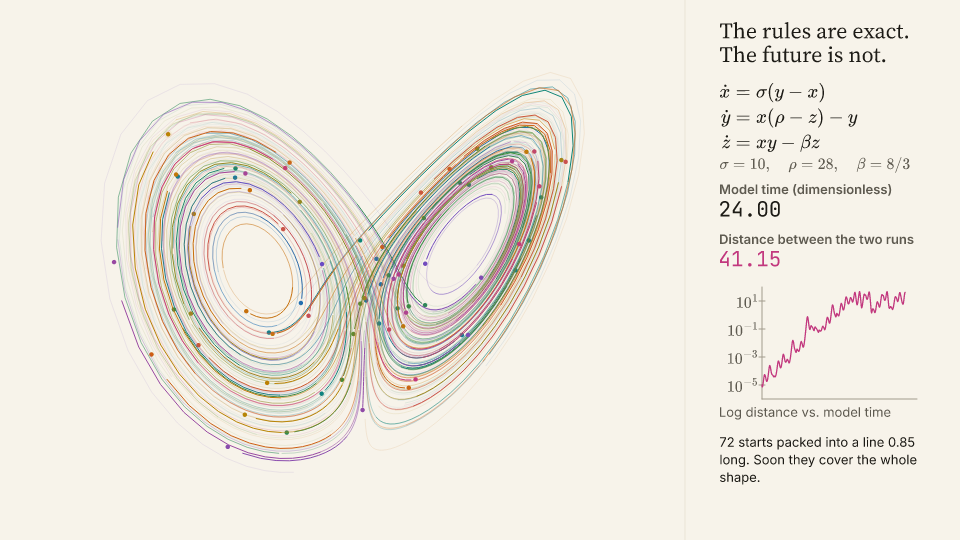 The rules are exact.
The future is not.
ẋ = σ(y − x)
ẏ = x(ρ − z) − y
ż = xy − βz
σ = 10, ρ = 28, β = 8/3
Model time (dimensionless)
24.00
Distance between the two runs
41.15
10¹
10⁻¹
10⁻³
10⁻⁵
Log distance vs. model time
72 starts packed into a line 0.85
long. Soon they cover the whole
shape.